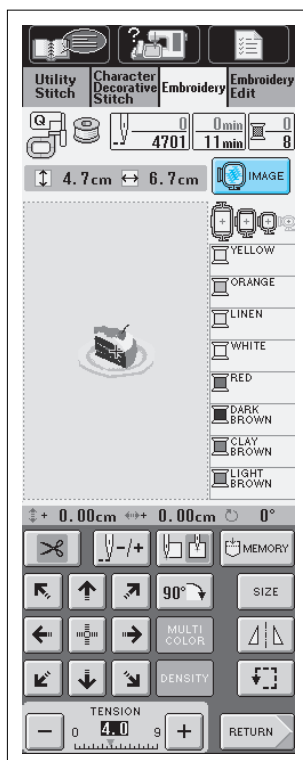 Utility Stitch
Character Decorative Stitch
Embroidery
Embroidery Edit
Q
0
4701
0min
11min
0
8
4.7cm 6.7cm
IMAGE
YELLOW
ORANGE
LINEN
WHITE
RED
DARK BROWN
CLAY BROWN
LIGHT BROWN
+ 0.00cm + 0.00cm 0°
-/+
MEMORY
90°
SIZE
MULTI COLOR
DENSITY
TENSION
0 4.0 9
− +
RETURN